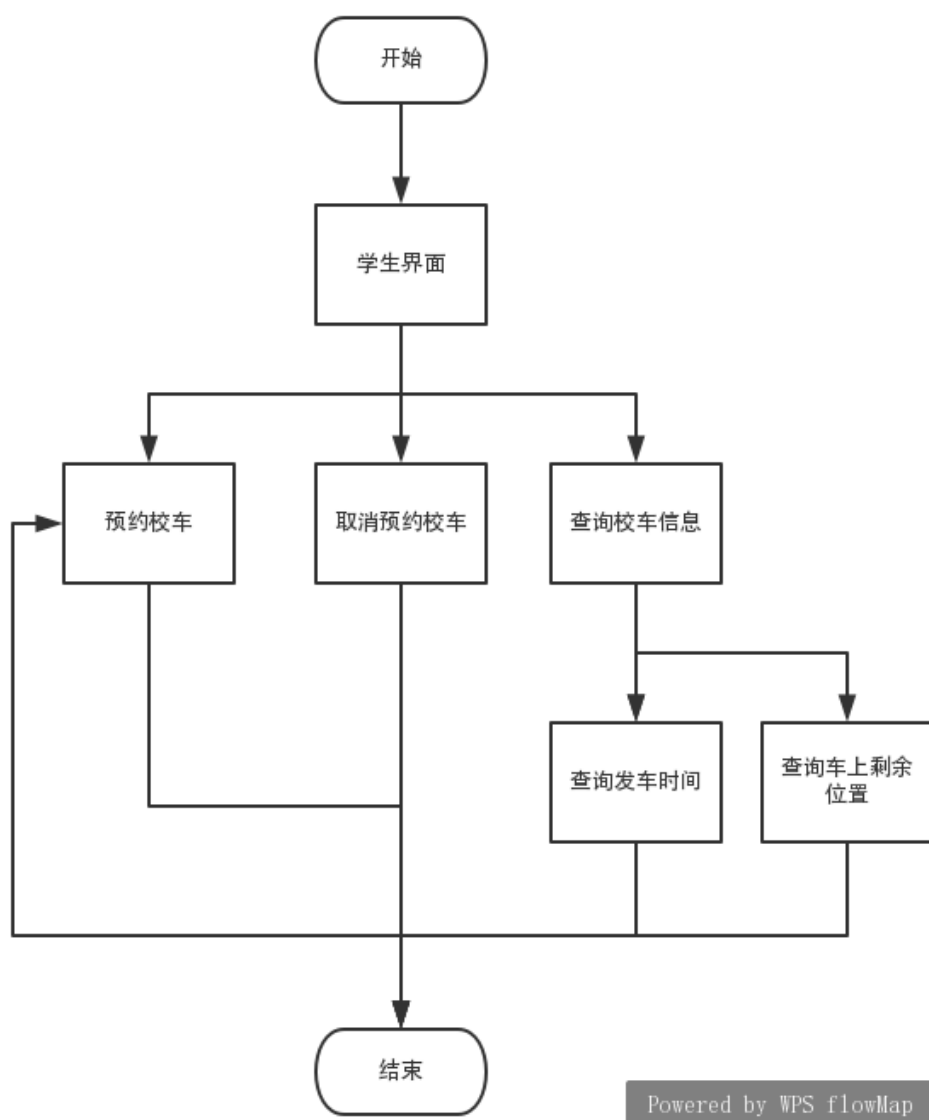 开始
学生界面
预约校车
取消预约校车
查询校车信息
查询发车时间
查询车上剩余
位置
结束
Powered by WPS flowMap